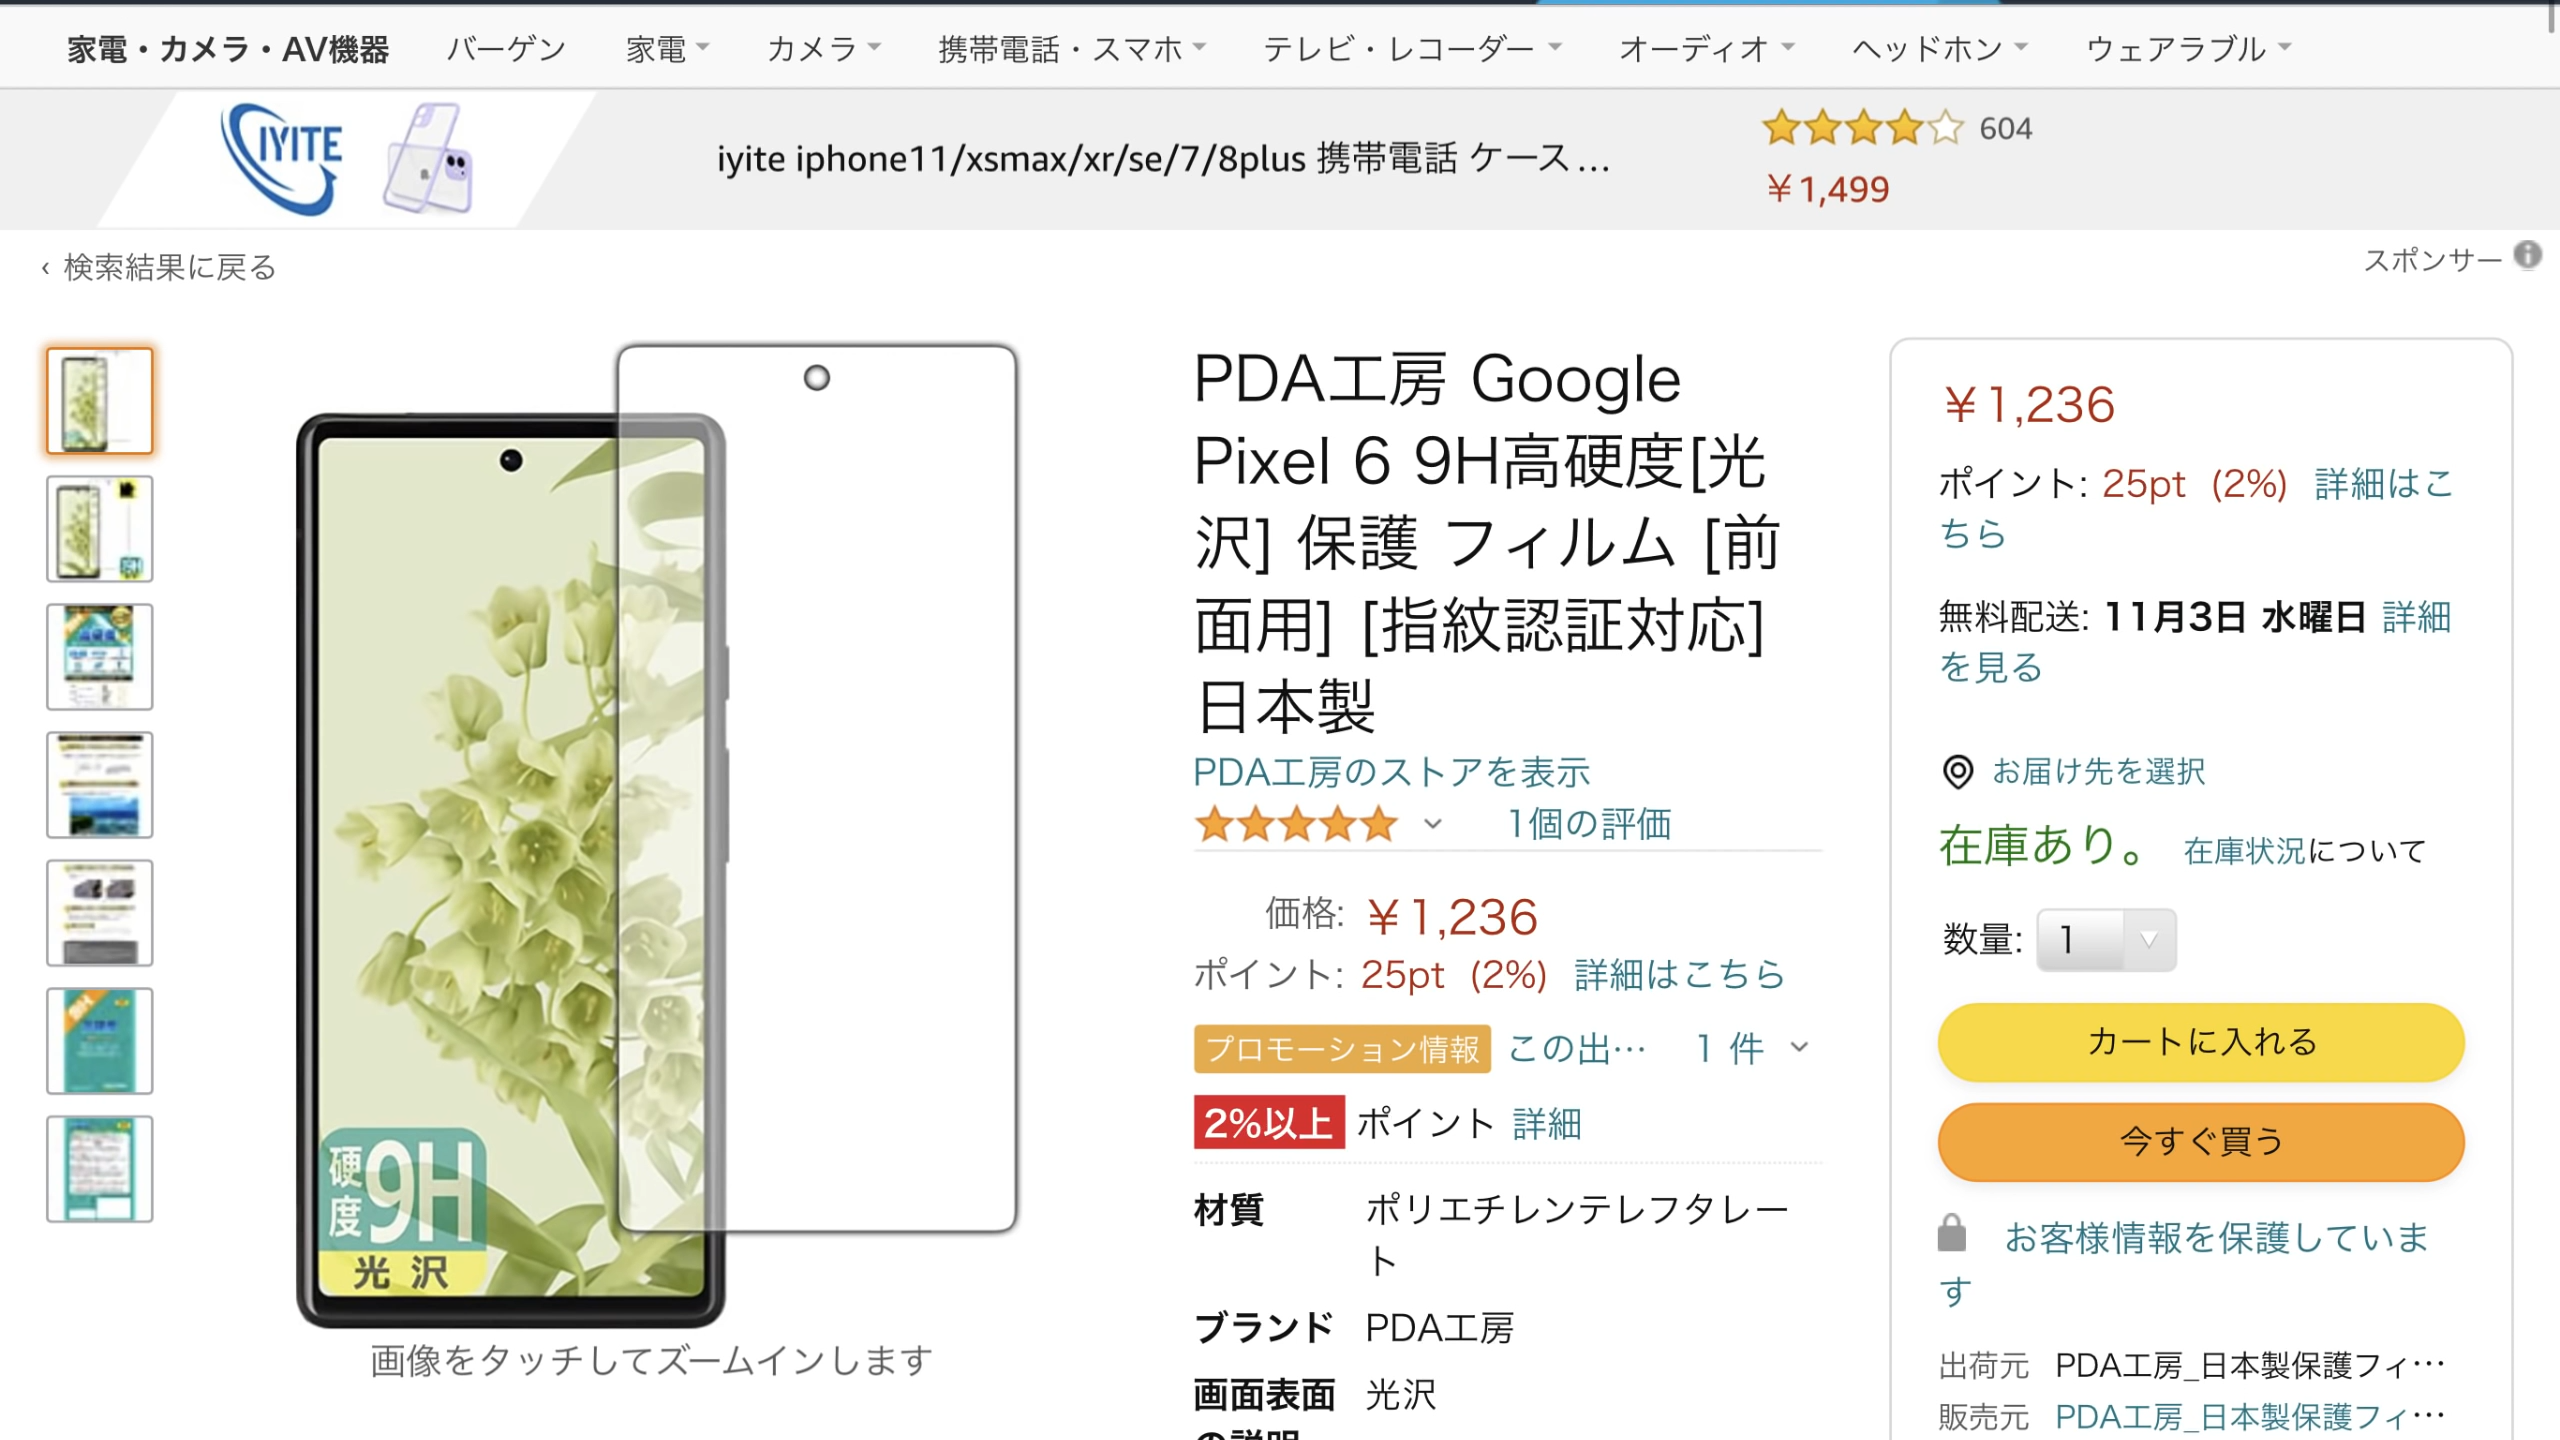 家電・カメラ・AV機器 バーゲン 家電 カメラ 携帯電話・スマホ テレビ・レコーダー オーディオ ヘッドホン ウェアラブル
IYITE
iyite iphone11/xsmax/xr/se/7/8plus 携帯電話 ケース…
604
￥1,499
‹ 検索結果に戻る
スポンサー
硬度9H
光沢
画像をタッチしてズームインします
PDA工房 Google
Pixel 6 9H高硬度[光
沢] 保護 フィルム [前
面用] [指紋認証対応]
日本製
PDA工房のストアを表示
1個の評価
価格: ￥1,236
ポイント: 25pt (2%) 詳細はこちら
プロモーション情報 この出… 1 件
2%以上 ポイント 詳細
材質 ポリエチレンテレフタレー
ト
ブランド PDA工房
画面表面 光沢
の説明
￥1,236
ポイント: 25pt (2%) 詳細はこ
ちら
無料配送: 11月3日 水曜日 詳細
を見る
お届け先を選択
在庫あり。 在庫状況について
数量: 1
カートに入れる
今すぐ買う
お客様情報を保護していま
す
出荷元 PDA工房_日本製保護フィ…
販売元 PDA工房_日本製保護フィ…